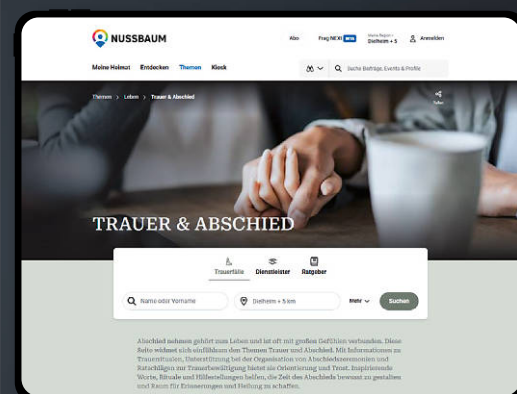 NUSSBAUM
Abo
Frag NEXI BETA
Meine Region
Dielheim + 5
Anmelden
Meine Heimat Entdecken Themen Kiosk
Suche Beiträge, Events & Profile
Themen > Leben > Trauer & Abschied
Teilen
TRAUER & ABSCHIED
Trauerfälle Dienstleister Ratgeber
Name oder Vorname
Dielheim + 5 km
Mehr
Suchen
Abschied nehmen gehört zum Leben und ist oft mit großen Gefühlen verbunden. Diese
Seite widmet sich einfühlsam den Themen Trauer und Abschied. Mit Informationen zu
Trauerritualen, Unterstützung bei der Organisation von Abschiedszeremonien und
Ratschlägen zur Trauerbewältigung bietet sie Orientierung und Trost. Inspirierende
Worte, Rituale und Hilfestellungen helfen, die Zeit des Abschieds bewusst zu gestalten
und Raum für Erinnerungen und Heilung zu schaffen.